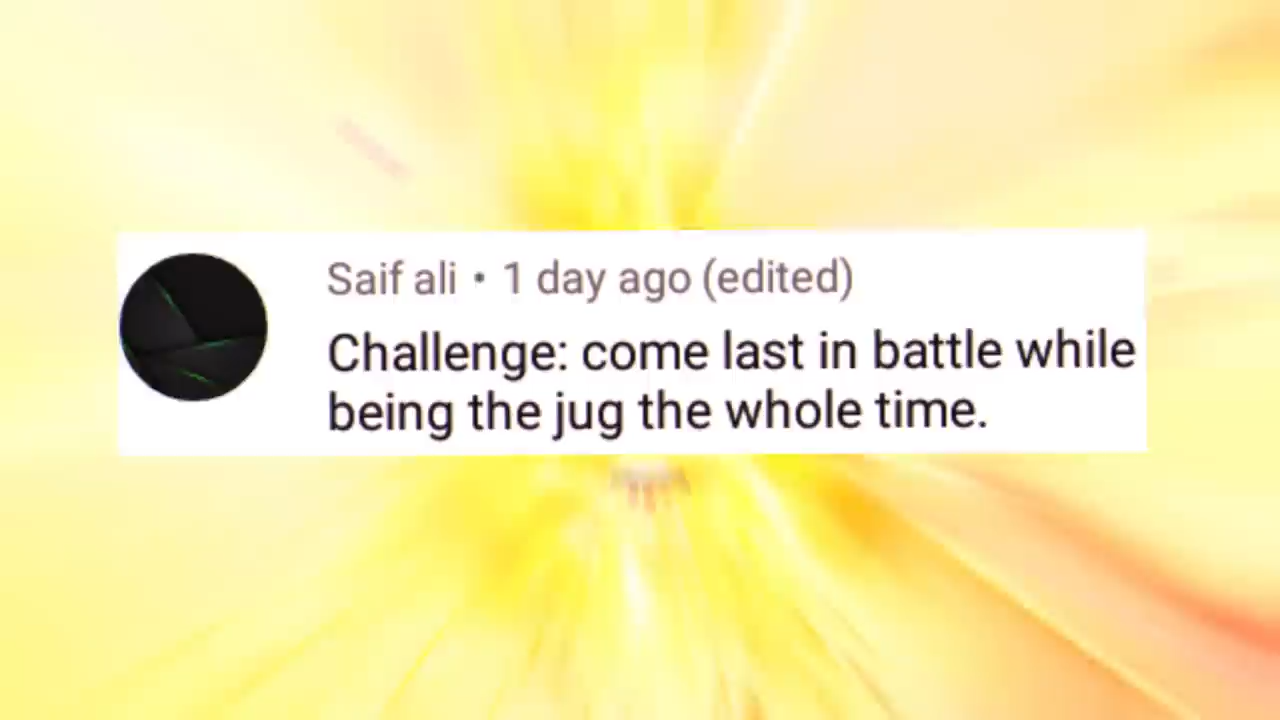 Saif ali • 1 day ago (edited)
Challenge: come last in battle while
being the jug the whole time.